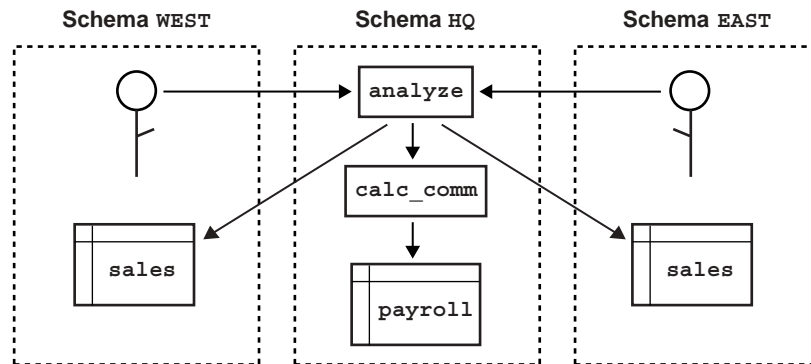 Schema WEST
Schema HQ
Schema EAST
analyze
calc_comm
sales
payroll
sales